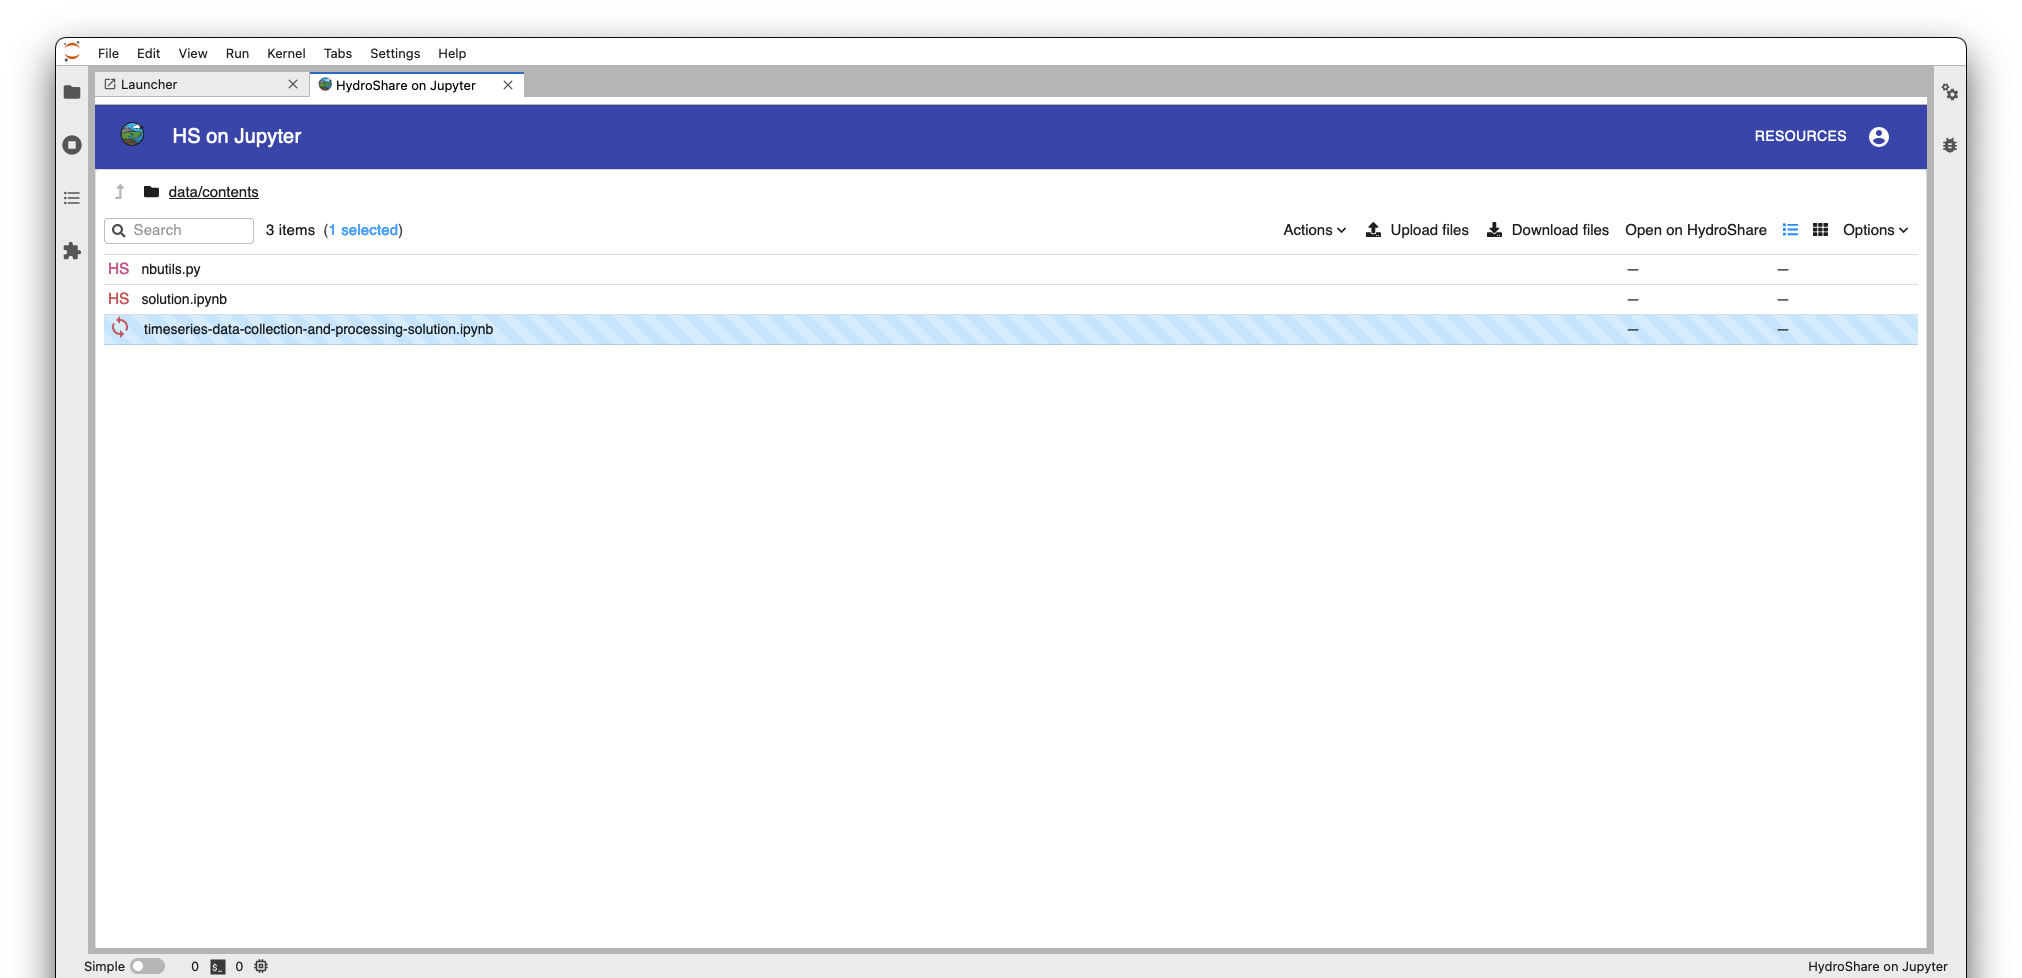 File Edit View Run Kernel Tabs Settings Help
Launcher HydroShare on Jupyter
HS on Jupyter RESOURCES
data/contents
Search 3 items (1 selected) Actions Upload files Download files Open on HydroShare Options
HS nbutils.py — —
HS solution.ipynb — —
timeseries-data-collection-and-processing-solution.ipynb — —
Simple 0 $_ 0 HydroShare on Jupyter